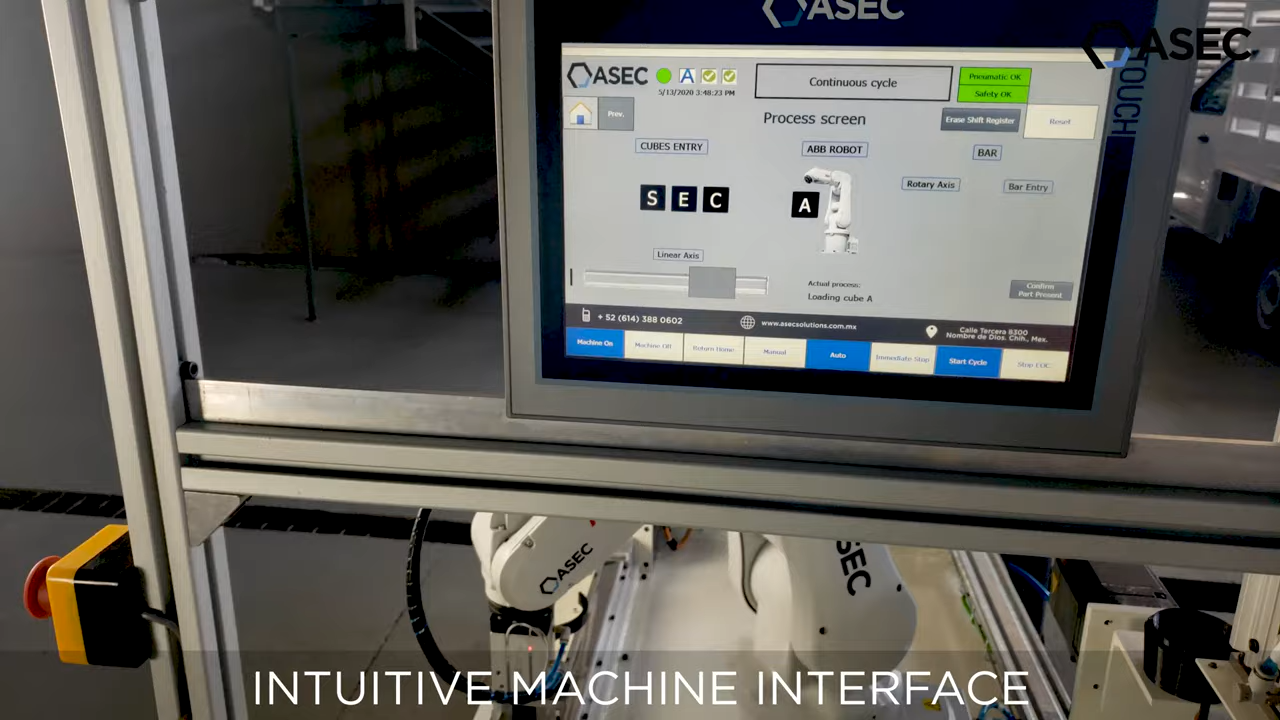 ASEC
ASEC
TOUCH
ASEC
A
Continuous cycle
Pneumatic OK
Safety OK
5/13/2020 3:48:23 PM
Prev.
Process screen
Erase Shift Register
Reset
CUBES ENTRY
ABB ROBOT
BAR
Rotary Axis
Bar Entry
S E C
A
Linear Axis
Actual process:
Loading cube A
Confirm
Part Present
+ 52 (614) 388 0602
www.asecsolutions.com.mx
Calle Tercera 8300
Nombre de Dios. Chih., Mex.
Machine On
Machine Off
Return Home
Manual
Auto
Immediate Stop
Start Cycle
Stop EOC
ASEC
ASEC
INTUITIVE MACHINE INTERFACE